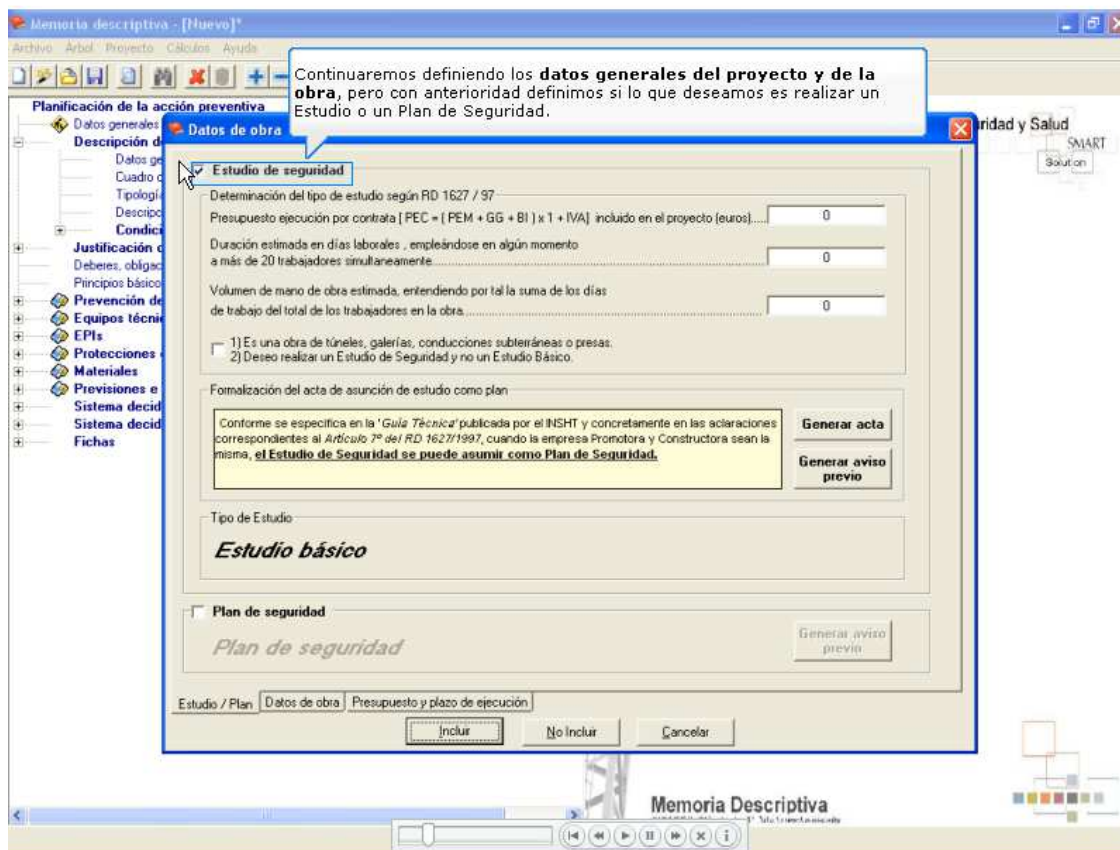 Memoria descriptiva - [Nuevo]*
Archivo Arbol Proyecto Cálculos Ayuda
Continuaremos definiendo los datos generales del proyecto y de la
obra, pero con anterioridad definimos si lo que deseamos es realizar un
Estudio o un Plan de Seguridad.
Planificación de la acción preventiva
Datos generales
Descripción d
Datos ge
Cuadro d
Tipologí
Descripc
Condici
Justificación d
Deberes, obligac
Principios básico
Prevención de
Equipos técni
EPIs
Protecciones
Materiales
Previsiones e
Sistema decid
Sistema decid
Fichas
ridad y Salud
SMART
Solution
Datos de obra
Estudio de seguridad
Determinación del tipo de estudio según RD 1627 / 97
Presupuesto ejecución por contrata [ PEC = ( PEM + GG + BI ) x 1 + IVA] incluido en el proyecto (euros)..... 0
Duración estimada en días laborales , empleándose en algún momento
a más de 20 trabajadores simultaneamente 0
Volumen de mano de obra estimada, entendiendo por tal la suma de los días
de trabajo del total de los trabajadores en la obra 0
1) Es una obra de túneles, galerías, conducciones subterráneas o presas.
2) Deseo realizar un Estudio de Seguridad y no un Estudio Básico.
Formalización del acta de asunción de estudio como plan
Conforme se especifica en la 'Guía Técnica' publicada por el INSHT y concretamente en las aclaraciones
correspondientes al Artículo 7º del RD 1627/1997, cuando la empresa Promotora y Constructora sean la
misma, el Estudio de Seguridad se puede asumir como Plan de Seguridad.
Generar acta
Generar aviso
previo
Tipo de Estudio
Estudio básico
Plan de seguridad
Plan de seguridad
Generar aviso
previo
Estudio / Plan Datos de obra Presupuesto y plazo de ejecución
Incluir No Incluir Cancelar
Memoria Descriptiva